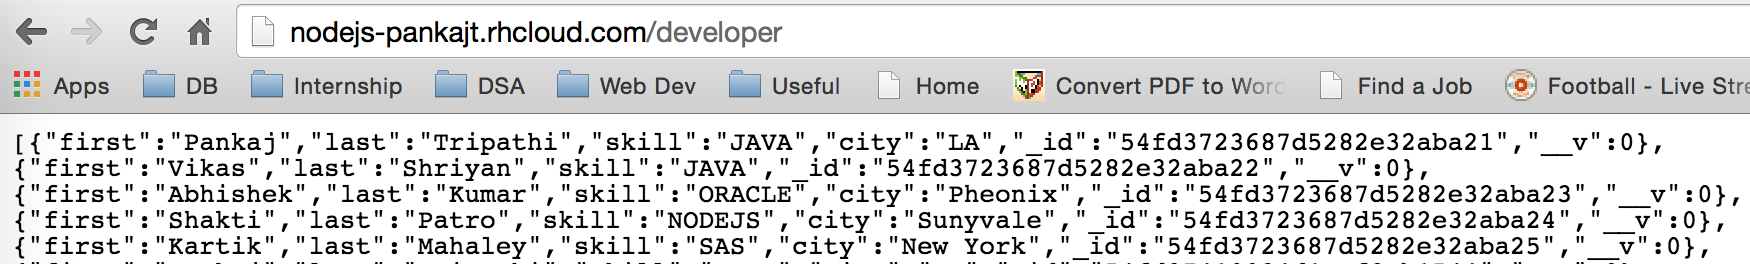 nodejs-pankajt.rhcloud.com/developer
Apps DB Internship DSA Web Dev Useful Home Convert PDF to Word Find a Job Football - Live Stre
[{"first":"Pankaj","last":"Tripathi","skill":"JAVA","city":"LA","_id":"54fd3723687d5282e32aba21","__v":0},
{"first":"Vikas","last":"Shriyan","skill":"JAVA","_id":"54fd3723687d5282e32aba22","__v":0},
{"first":"Abhishek","last":"Kumar","skill":"ORACLE","city":"Pheonix","_id":"54fd3723687d5282e32aba23","__v":0},
{"first":"Shakti","last":"Patro","skill":"NODEJS","city":"Sunyvale","_id":"54fd3723687d5282e32aba24","__v":0},
{"first":"Kartik","last":"Mahaley","skill":"SAS","city":"New York","_id":"54fd3723687d5282e32aba25","__v":0},